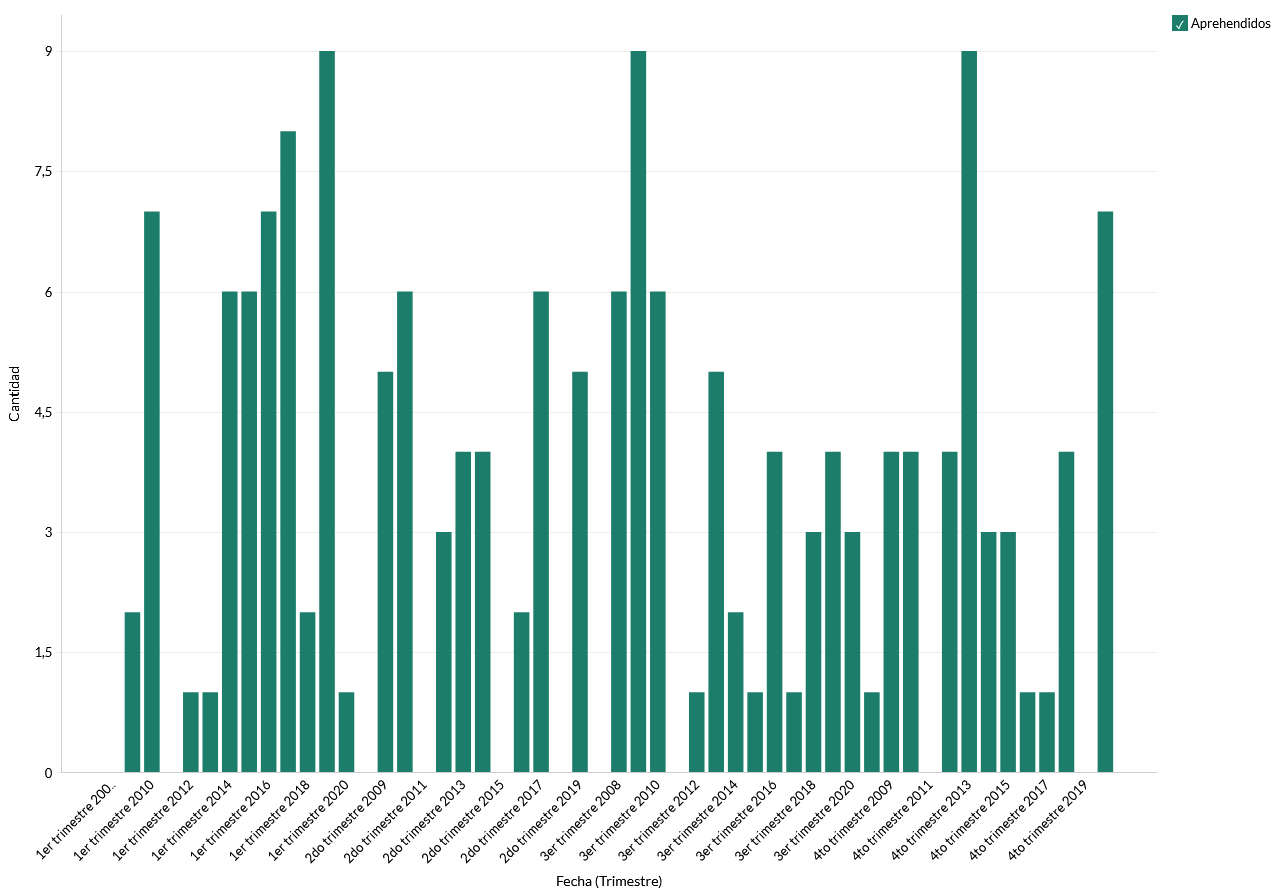 Aprehendidos
9
7,5
6
4,5
3
1,5
0
Cantidad
1er trimestre 200..
1er trimestre 2010
1er trimestre 2012
1er trimestre 2014
1er trimestre 2016
1er trimestre 2018
1er trimestre 2020
2do trimestre 2009
2do trimestre 2011
2do trimestre 2013
2do trimestre 2015
2do trimestre 2017
2do trimestre 2019
3er trimestre 2008
3er trimestre 2010
3er trimestre 2012
3er trimestre 2014
3er trimestre 2016
3er trimestre 2018
3er trimestre 2020
4to trimestre 2009
4to trimestre 2011
4to trimestre 2013
4to trimestre 2015
4to trimestre 2017
4to trimestre 2019
Fecha (Trimestre)